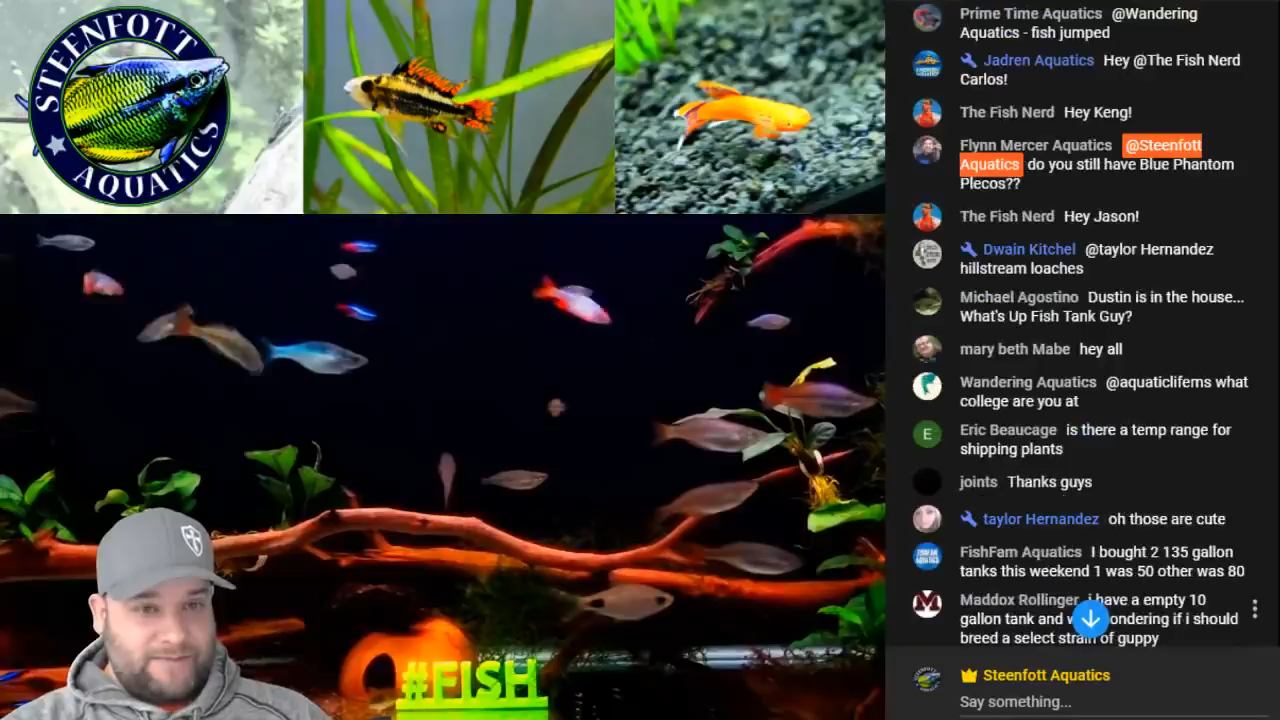 STEENFOTT
AQUATICS
#FISH
Prime Time Aquatics @Wandering
Aquatics - fish jumped
Jadren Aquatics Hey @The Fish Nerd
Carlos!
The Fish Nerd Hey Keng!
Flynn Mercer Aquatics @Steenfott
Aquatics do you still have Blue Phantom
Plecos??
The Fish Nerd Hey Jason!
Dwain Kitchel @taylor Hernandez
hillstream loaches
Michael Agostino Dustin is in the house...
What's Up Fish Tank Guy?
mary beth Mabe hey all
Wandering Aquatics @aquaticlifems what
college are you at
E
Eric Beaucage is there a temp range for
shipping plants
joints Thanks guys
taylor Hernandez oh those are cute
FishFam Aquatics I bought 2 135 gallon
tanks this weekend 1 was 50 other was 80
M
Maddox Rollinger i have a empty 10
gallon tank and ondering if i should
breed a select strain of guppy
Steenfott Aquatics
Say something...